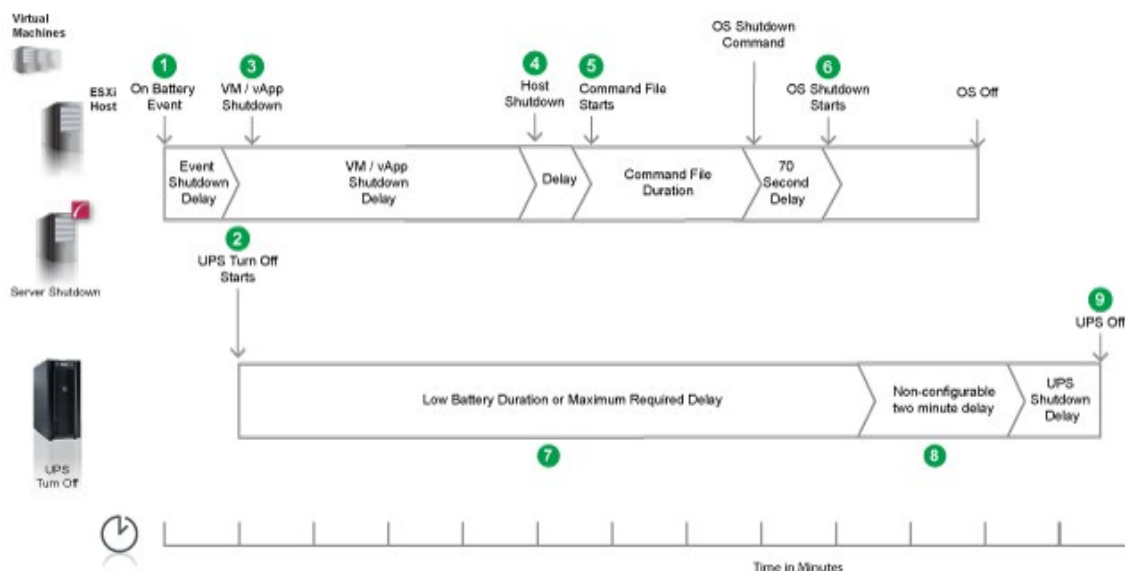 Virtual
Machines
ESXi
Host
1
On Battery
Event
3
VM / vApp
Shutdown
4
Host
Shutdown
5
Command File
Starts
OS Shutdown
Command
6
OS Shutdown
Starts
OS Off
Event
Shutdown
Delay
VM / vApp
Shutdown
Delay
Delay
Command File
Duration
70
Second
Delay
Server Shutdown
2
UPS Turn Off
Starts
9
UPS Off
Low Battery Duration or Maximum Required Delay
Non-configurable
two minute delay
UPS
Shutdown
Delay
7
8
UPS
Turn Off
Time in Minutes